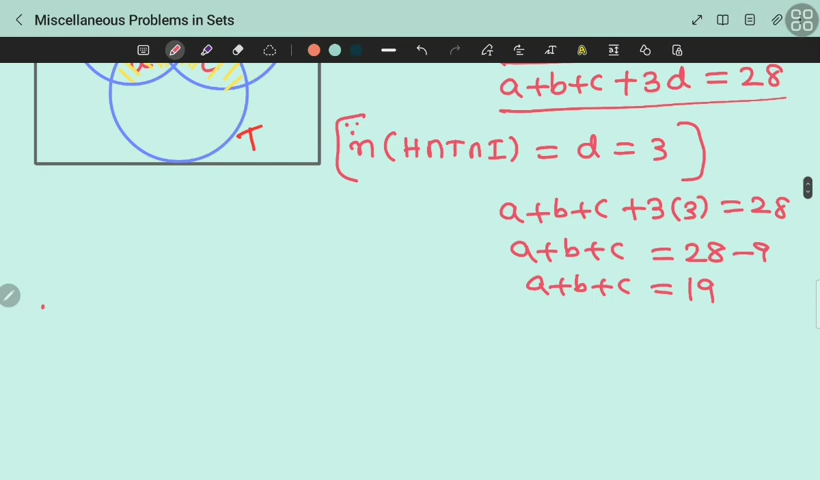 Miscellaneous Problems in Sets
C
T
a+b+c+3d = 28
[∵ n(H∩T∩I) = d = 3]
a+b+c +3(3) = 28
a+b+c = 28-9
a+b+c = 19